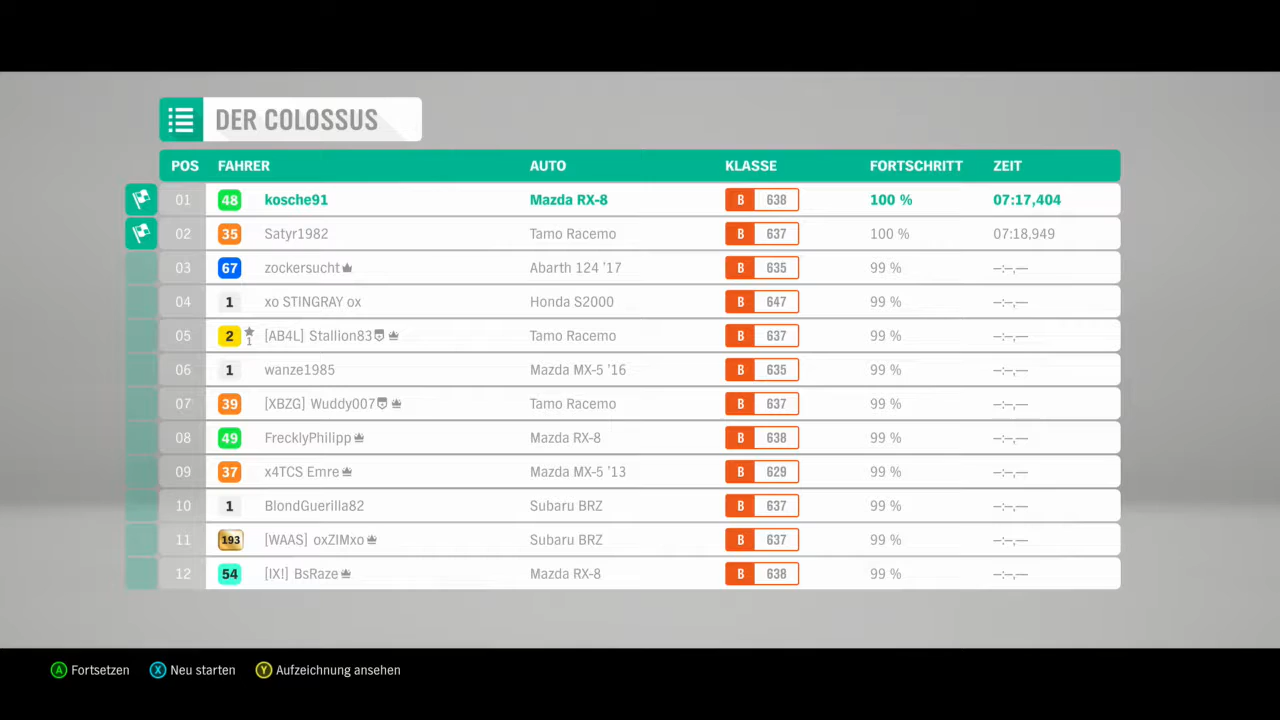 DER COLOSSUS
POS FAHRER AUTO KLASSE FORTSCHRITT ZEIT
01 48 kosche91 Mazda RX-8 B 638 100 % 07:17,404
02 35 Satyr1982 Tamo Racemo B 637 100 % 07:18,949
03 67 zockersucht Abarth 124 '17 B 635 99 % --:--,---
04 1 xo STINGRAY ox Honda S2000 B 647 99 % --:--,---
05 2 1 [AB4L] Stallion83 Tamo Racemo B 637 99 % --:--,---
06 1 wanze1985 Mazda MX-5 '16 B 635 99 % --:--,---
07 39 [XBZG] Wuddy007 Tamo Racemo B 637 99 % --:--,---
08 49 FrecklyPhilipp Mazda RX-8 B 638 99 % --:--,---
09 37 x4TCS Emre Mazda MX-5 '13 B 629 99 % --:--,---
10 1 BlondGuerilla82 Subaru BRZ B 637 99 % --:--,---
11 193 [WAAS] oxZIMxo Subaru BRZ B 637 99 % --:--,---
12 54 [IX!] BsRaze Mazda RX-8 B 638 99 % --:--,---
A Fortsetzen X Neu starten Y Aufzeichnung ansehen